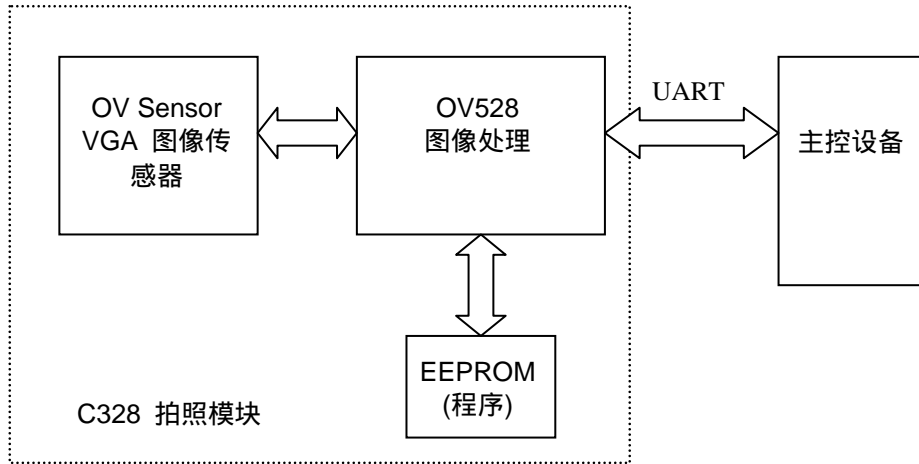 OV Sensor
VGA 图像传
感器
OV528
图像处理
UART
主控设备
EEPROM
(程序)
C328 拍照模块